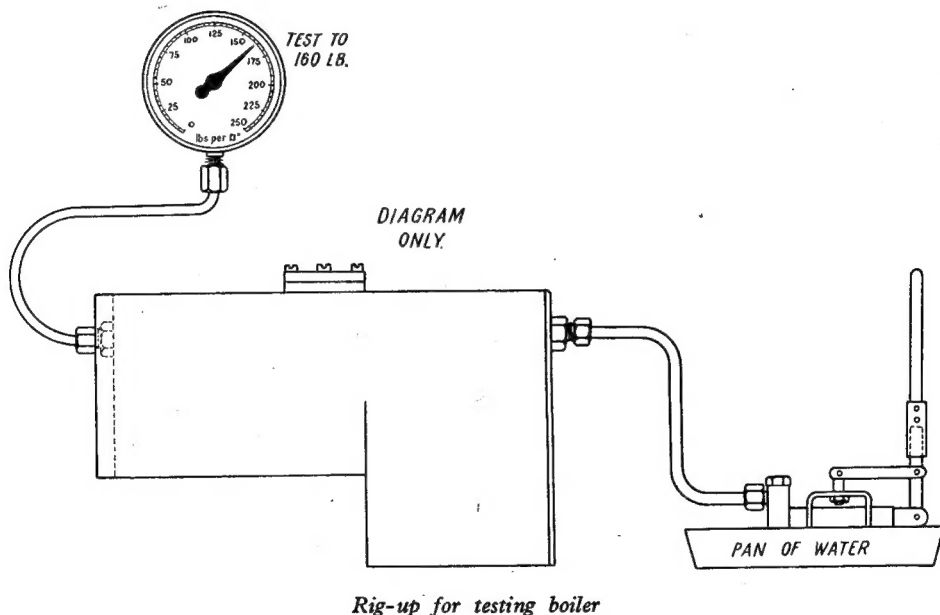 TEST TO
160 LB.
0
25
50
75
100
125
150
175
200
225
250
lbs per □"
DIAGRAM
ONLY.
PAN OF WATER
Rig-up for testing boiler